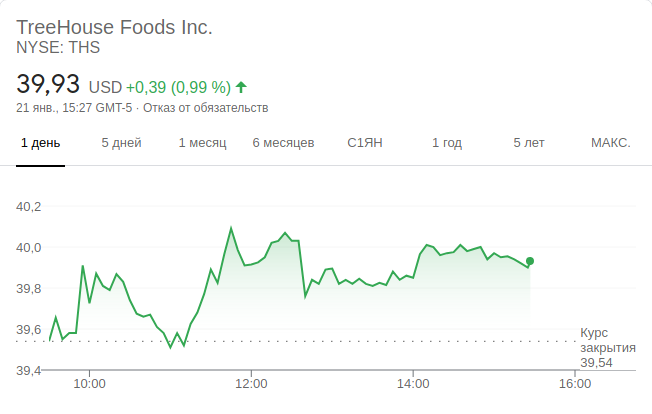 TreeHouse Foods Inc.
NYSE: THS
39,93 USD +0,39 (0,99 %)
21 янв., 15:27 GMT-5 · Отказ от обязательств
1 день 5 дней 1 месяц 6 месяцев С1ЯН 1 год 5 лет МАКС.
40,2
40,0
39,8
39,6
Курс
закрытия
39,54
39,4
10:00 12:00 14:00 16:00